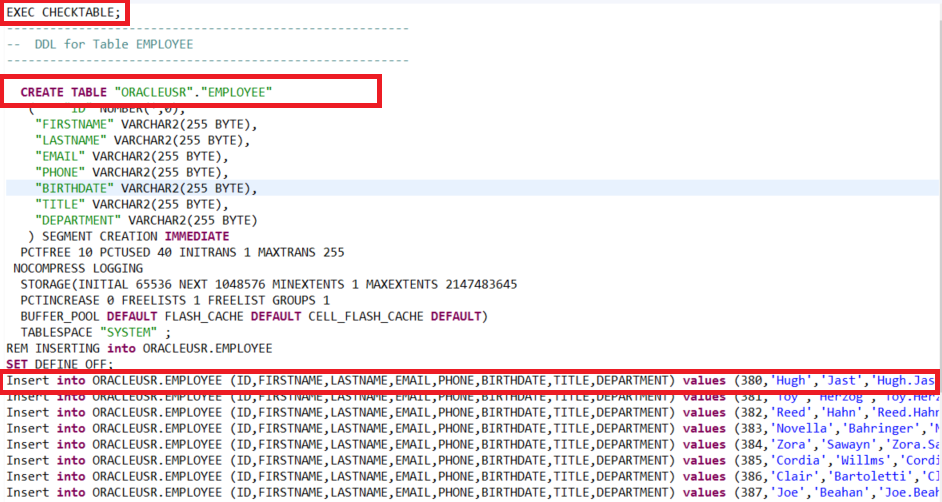 EXEC CHECKTABLE;
--------------------------------------------------------
--  DDL for Table EMPLOYEE
--------------------------------------------------------
CREATE TABLE "ORACLEUSR"."EMPLOYEE"
( "ID" NUMBER(*,0),
"FIRSTNAME" VARCHAR2(255 BYTE),
"LASTNAME" VARCHAR2(255 BYTE),
"EMAIL" VARCHAR2(255 BYTE),
"PHONE" VARCHAR2(255 BYTE),
"BIRTHDATE" VARCHAR2(255 BYTE),
"TITLE" VARCHAR2(255 BYTE),
"DEPARTMENT" VARCHAR2(255 BYTE)
) SEGMENT CREATION IMMEDIATE
PCTFREE 10 PCTUSED 40 INITRANS 1 MAXTRANS 255
NOCOMPRESS LOGGING
STORAGE(INITIAL 65536 NEXT 1048576 MINEXTENTS 1 MAXEXTENTS 2147483645
PCTINCREASE 0 FREELISTS 1 FREELIST GROUPS 1
BUFFER_POOL DEFAULT FLASH_CACHE DEFAULT CELL_FLASH_CACHE DEFAULT)
TABLESPACE "SYSTEM" ;
REM INSERTING into ORACLEUSR.EMPLOYEE
SET DEFINE OFF;
Insert into ORACLEUSR.EMPLOYEE (ID,FIRSTNAME,LASTNAME,EMAIL,PHONE,BIRTHDATE,TITLE,DEPARTMENT) values (380,'Hugh','Jast','Hugh.Jas
Insert into ORACLEUSR.EMPLOYEE (ID,FIRSTNAME,LASTNAME,EMAIL,PHONE,BIRTHDATE,TITLE,DEPARTMENT) values (381,'Toy','Herzog','Toy.Her
Insert into ORACLEUSR.EMPLOYEE (ID,FIRSTNAME,LASTNAME,EMAIL,PHONE,BIRTHDATE,TITLE,DEPARTMENT) values (382,'Reed','Hahn','Reed.Hahn
Insert into ORACLEUSR.EMPLOYEE (ID,FIRSTNAME,LASTNAME,EMAIL,PHONE,BIRTHDATE,TITLE,DEPARTMENT) values (383,'Novella','Bahringer','N
Insert into ORACLEUSR.EMPLOYEE (ID,FIRSTNAME,LASTNAME,EMAIL,PHONE,BIRTHDATE,TITLE,DEPARTMENT) values (384,'Zora','Sawayn','Zora.Sa
Insert into ORACLEUSR.EMPLOYEE (ID,FIRSTNAME,LASTNAME,EMAIL,PHONE,BIRTHDATE,TITLE,DEPARTMENT) values (385,'Cordia','Willms','Cordi
Insert into ORACLEUSR.EMPLOYEE (ID,FIRSTNAME,LASTNAME,EMAIL,PHONE,BIRTHDATE,TITLE,DEPARTMENT) values (386,'Clair','Bartoletti','Cl
Insert into ORACLEUSR.EMPLOYEE (ID,FIRSTNAME,LASTNAME,EMAIL,PHONE,BIRTHDATE,TITLE,DEPARTMENT) values (387,'Joe','Beahan','Joe.Beah